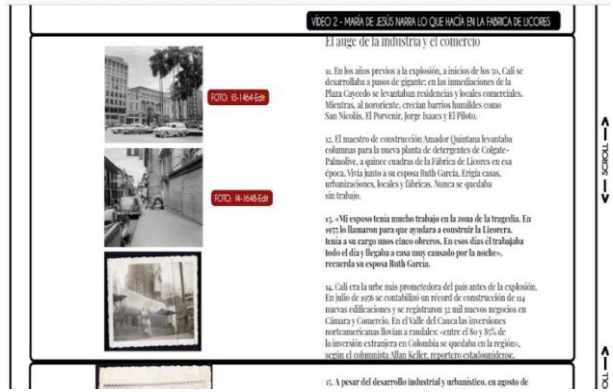 VÍDEO 2 - MARÍA DE JESÚS NARRA LO QUE HACÍA EN LA FABRICA DE LICORES
El auge de la industria y el comercio
11. En los años previos a la explosión, a inicios de los 50, Cali se
desarrollaba a pasos de gigante: en las inmediaciones de la
Plaza Caycedo se levantaban residencias y locales comerciales.
Mientras, al nororiente, crecían barrios humildes como
San Nicolás, El Porvenir, Jorge Isaacs y El Piloto.
FOTO: 13-1464-Edit
12. El maestro de construcción Amador Quintana levantaba
columnas para la nueva planta de detergentes de Colgate-
Palmolive, a quince cuadras de la Fábrica de Licores en esa
época. Vivía junto a su esposa Ruth García. Erigía casas,
urbanizaciones, locales y fábricas. Nunca se quedaba
sin trabajo.
FOTO: 14-1648-Edit
13. «Mi esposo tenía mucho trabajo en la zona de la tragedia. En
1955 lo llamaron para que ayudara a construir la Licorera,
tenía a su cargo unos cinco obreros. En esos días él trabajaba
todo el día y llegaba a casa muy cansado por la noche»,
recuerda su esposa Ruth García.
14. Cali era la urbe más prometedora del país antes de la explosión.
En julio de 1956 se contabilizó un récord de construcción de 114
nuevas edificaciones y se registraron 32 mil nuevos negocios en
Cámara y Comercio. En el Valle del Cauca las inversiones
norteamericanas llovían a raudales: «entre el 80 y 85% de
la inversión extranjera en Colombia se quedaba en la región»,
según el columnista Allan Keller, reportero estadounidense.
15. A pesar del desarrollo industrial y urbanístico, en agosto de
<-- SCROLL -->